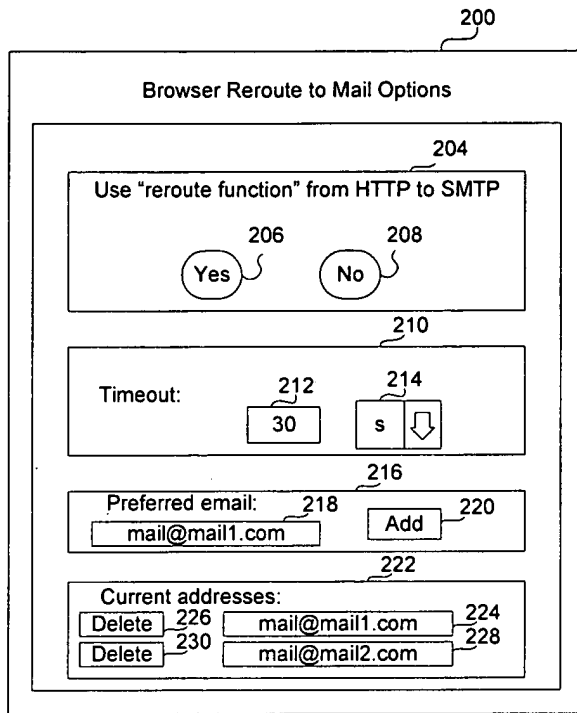 200
Browser Reroute to Mail Options
204
Use “reroute function” from HTTP to SMTP
206 208
Yes No
210
Timeout: 212 214
30 s
216
Preferred email: 218 220
mail@mail1.com Add
222
Current addresses:
Delete 226 mail@mail1.com 224
Delete 230 mail@mail2.com 228